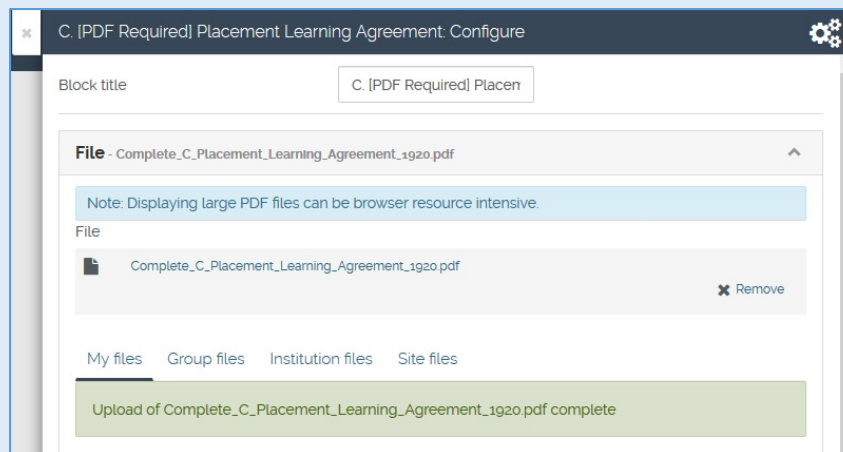 C. [PDF Required] Placement Learning Agreement: Configure
Block title
C. [PDF Required] Placem
File - Complete_C_Placement_Learning_Agreement_1920.pdf
Note: Displaying large PDF files can be browser resource intensive.
File
Complete_C_Placement_Learning_Agreement_1920.pdf
Remove
My files Group files Institution files Site files
Upload of Complete_C_Placement_Learning_Agreement_1920.pdf complete